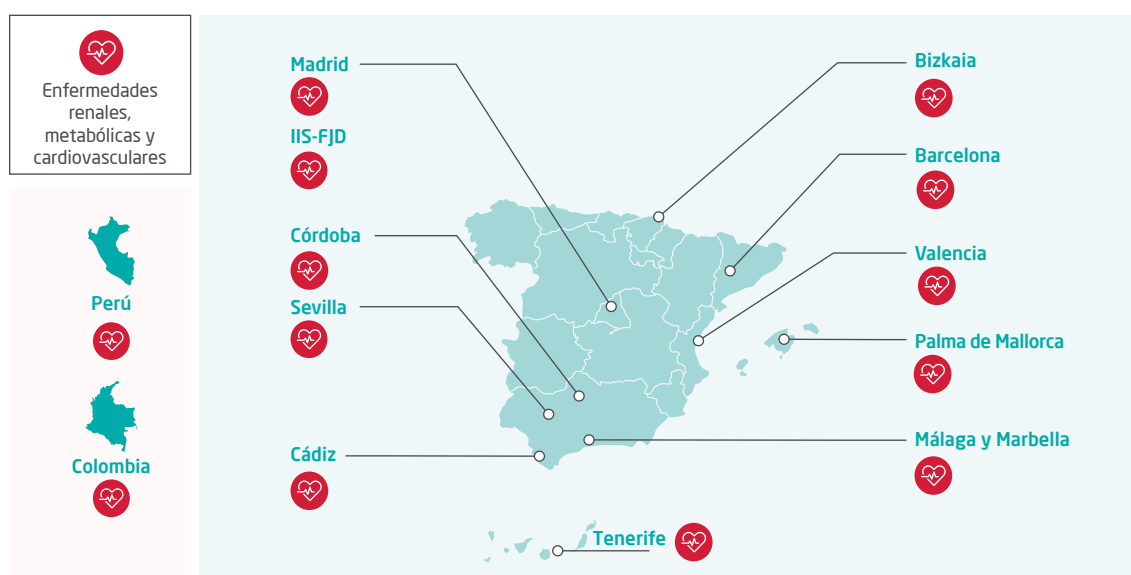 Enfermedades
renales,
metabólicas y
cardiovasculares
Perú
Colombia
Madrid
IIS-FJD
Córdoba
Sevilla
Cádiz
Bizkaia
Barcelona
Valencia
Palma de Mallorca
Málaga y Marbella
Tenerife